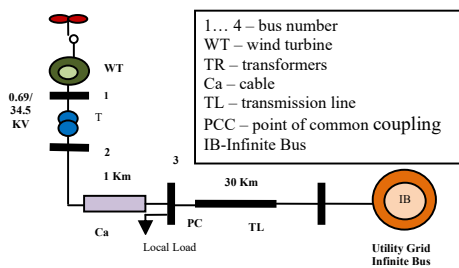 1… 4 – bus number
WT – wind turbine
TR – transformers
Ca – cable
TL – transmission line
PCC – point of common coupling
IB-Infinite Bus
WT
0.69/
34.5
KV
1
T
2
3
1 Km
30 Km
IB
Ca
PC
TL
Local Load
Utility Grid
Infinite Bus